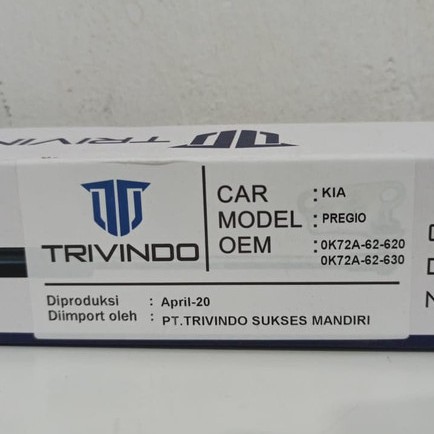 TRIVIN
TRIVINDO
CAR : KIA
MODEL : PREGIO
OEM : 0K72A-62-620
0K72A-62-630
Diproduksi : April-20
Diimport oleh : PT.TRIVINDO SUKSES MANDIRI